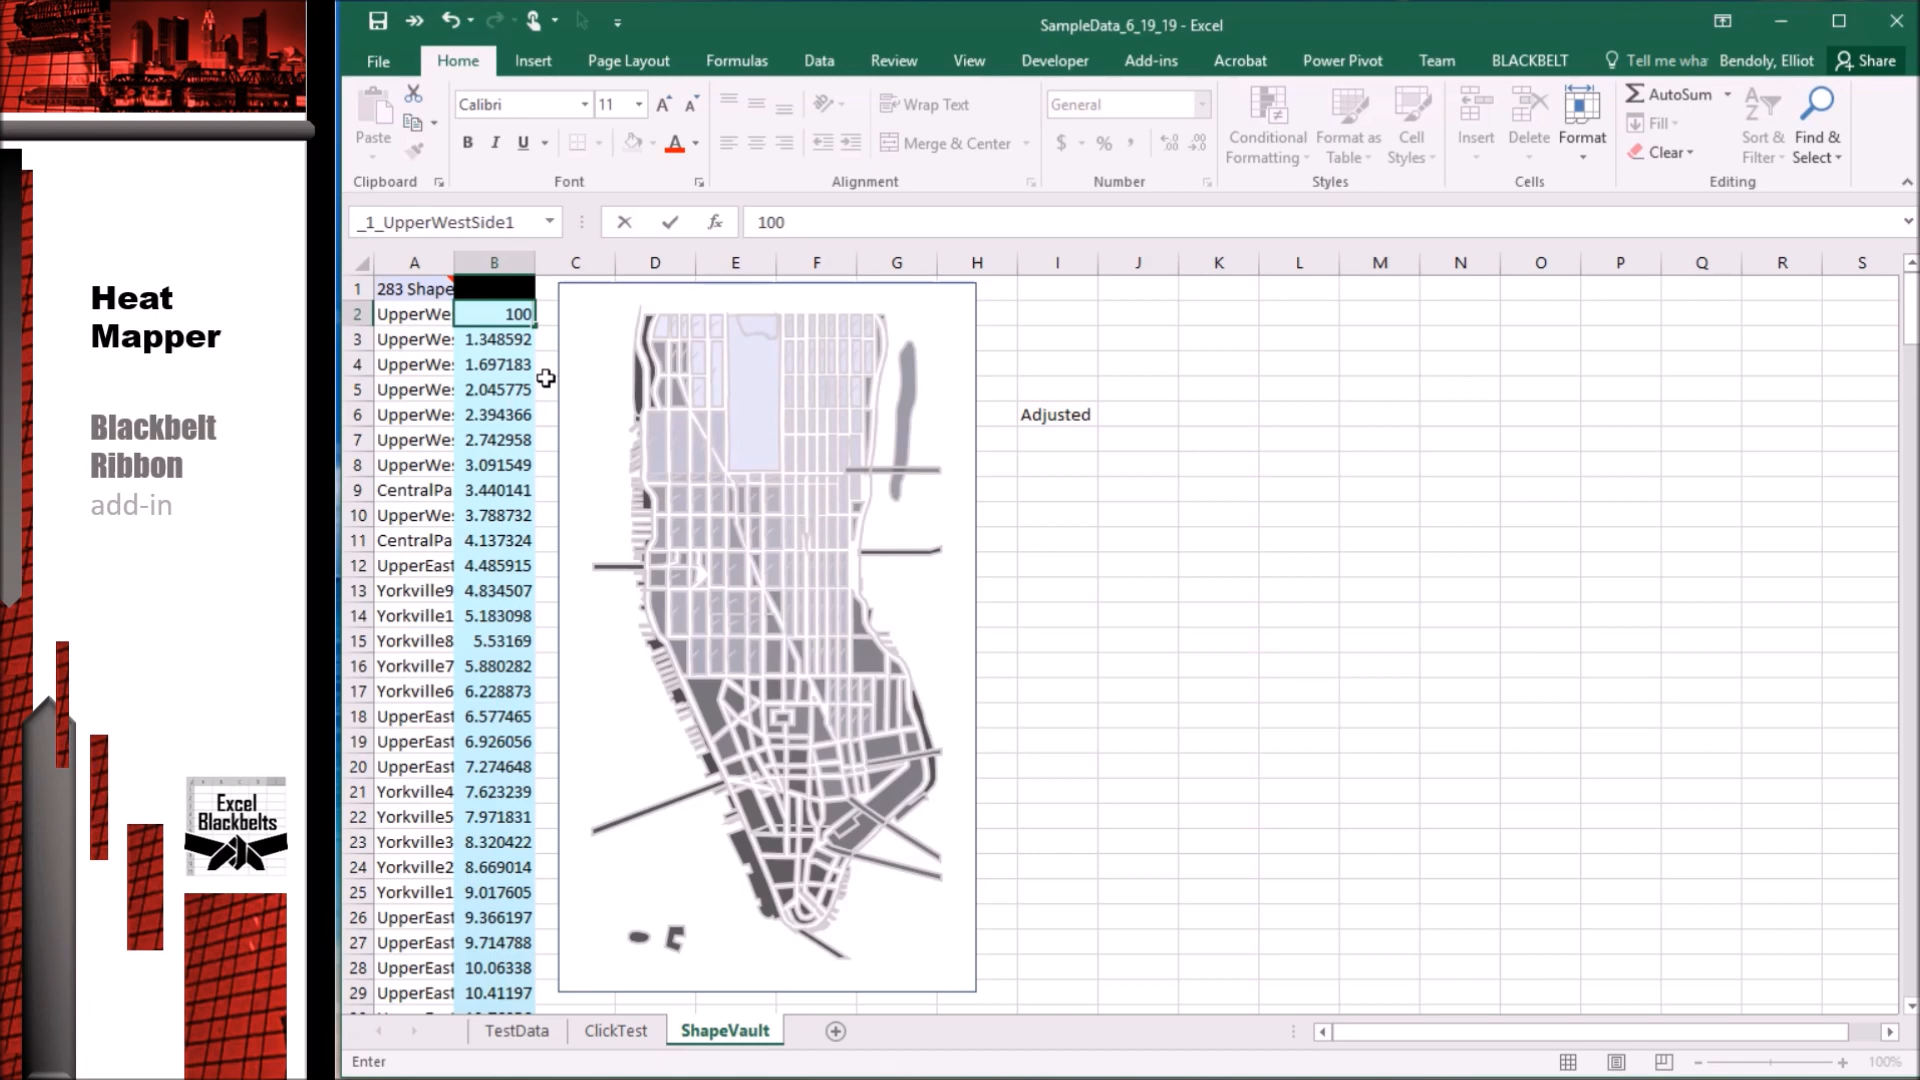 SampleData_6_19_19 - Excel
File Home Insert Page Layout Formulas Data Review View Developer Add-ins Acrobat Power Pivot Team BLACKBELT Tell me wha Bendoly, Elliot Share
Paste
Calibri 11
B I U
Wrap Text
Merge & Center
General
$ % ,
Conditional Formatting
Format as Table
Cell Styles
Insert
Delete
Format
AutoSum
Fill
Clear
Sort & Filter
Find & Select
Clipboard Font Alignment Number Styles Cells Editing
_1_UpperWestSide1 fx 100
A B C D E F G H I J K L M N O P Q R S
1 283 Shape
2 UpperWe 100
3 UpperWes 1.348592
4 UpperWes 1.697183
5 UpperWes 2.045775
6 UpperWes 2.394366 Adjusted
7 UpperWes 2.742958
8 UpperWes 3.091549
9 CentralPa 3.440141
10 UpperWes 3.788732
11 CentralPa 4.137324
12 UpperEast 4.485915
13 Yorkville9 4.834507
14 Yorkville1 5.183098
15 Yorkville8 5.53169
16 Yorkville7 5.880282
17 Yorkville6 6.228873
18 UpperEast 6.577465
19 UpperEast 6.926056
20 UpperEast 7.274648
21 Yorkville4 7.623239
22 Yorkville5 7.971831
23 Yorkville3 8.320422
24 Yorkville2 8.669014
25 Yorkville1 9.017605
26 UpperEast 9.366197
27 UpperEast 9.714788
28 UpperEast 10.06338
29 UpperEast 10.41197
TestData ClickTest ShapeVault
Enter 100%
Heat
Mapper
Blackbelt
Ribbon
add-in
Excel
Blackbelts